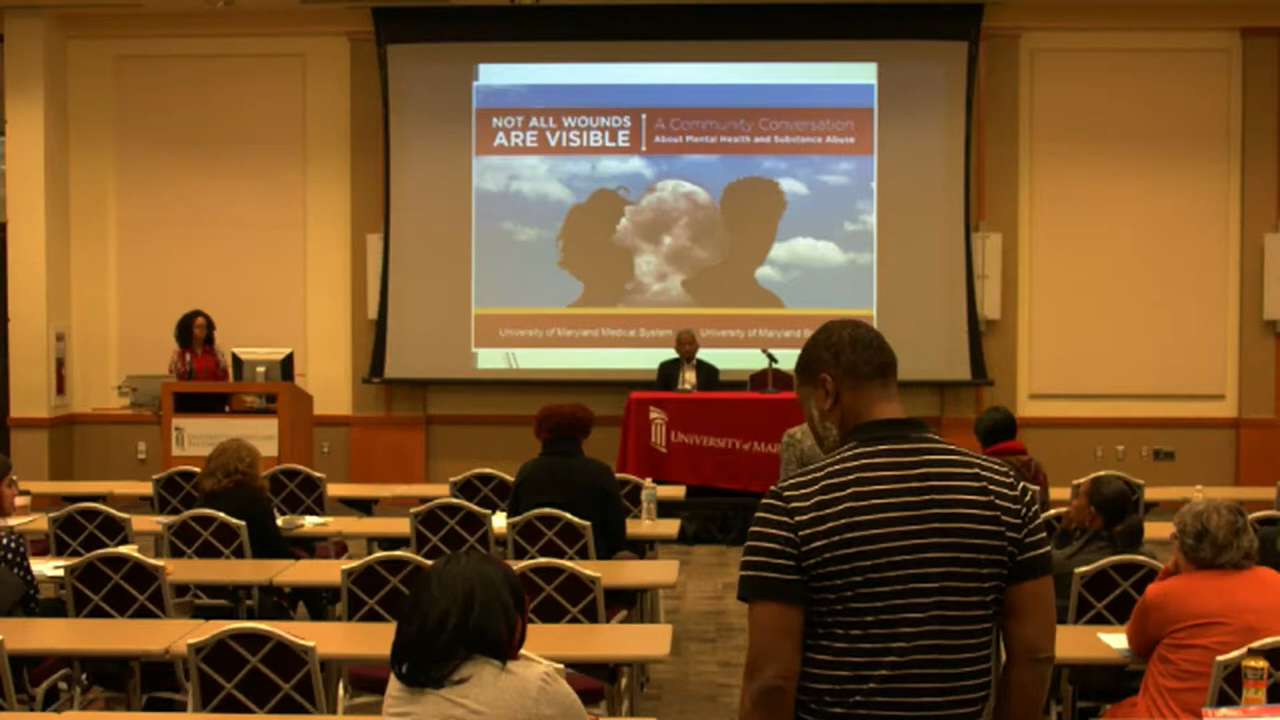 NOT ALL WOUNDS
ARE VISIBLE
A Community Conversation
About Mental Health and Substance Abuse
University of Maryland Medical System
University of Maryland
UNIVERSITY of